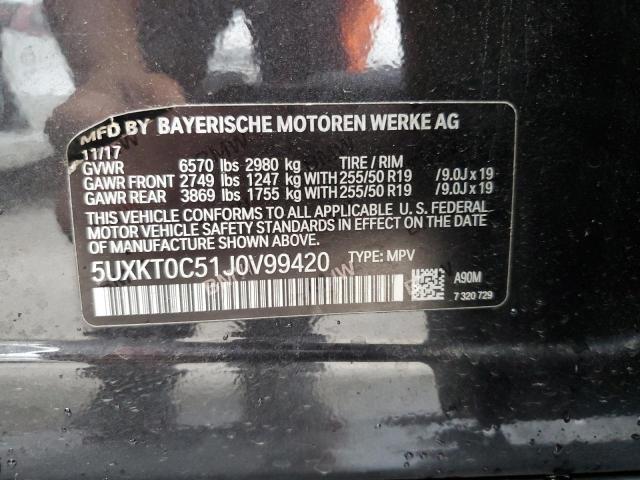 MFD BY BAYERISCHE MOTOREN WERKE AG
11/17
GVWR 6570 lbs 2980 kg TIRE / RIM
GAWR FRONT 2749 lbs 1247 kg WITH 255/50 R19 /9.0J x 19
GAWR REAR 3869 lbs 1755 kg WITH 255/50 R19 /9.0J x 19
THIS VEHICLE CONFORMS TO ALL APPLICABLE U. S. FEDERAL
MOTOR VEHICLE SAFETY STANDARDS IN EFFECT ON THE DATE
OF MANUFACTURE SHOWN ABOVE.
5UXKT0C51J0V99420 TYPE: MPV
A90M
7 320 729